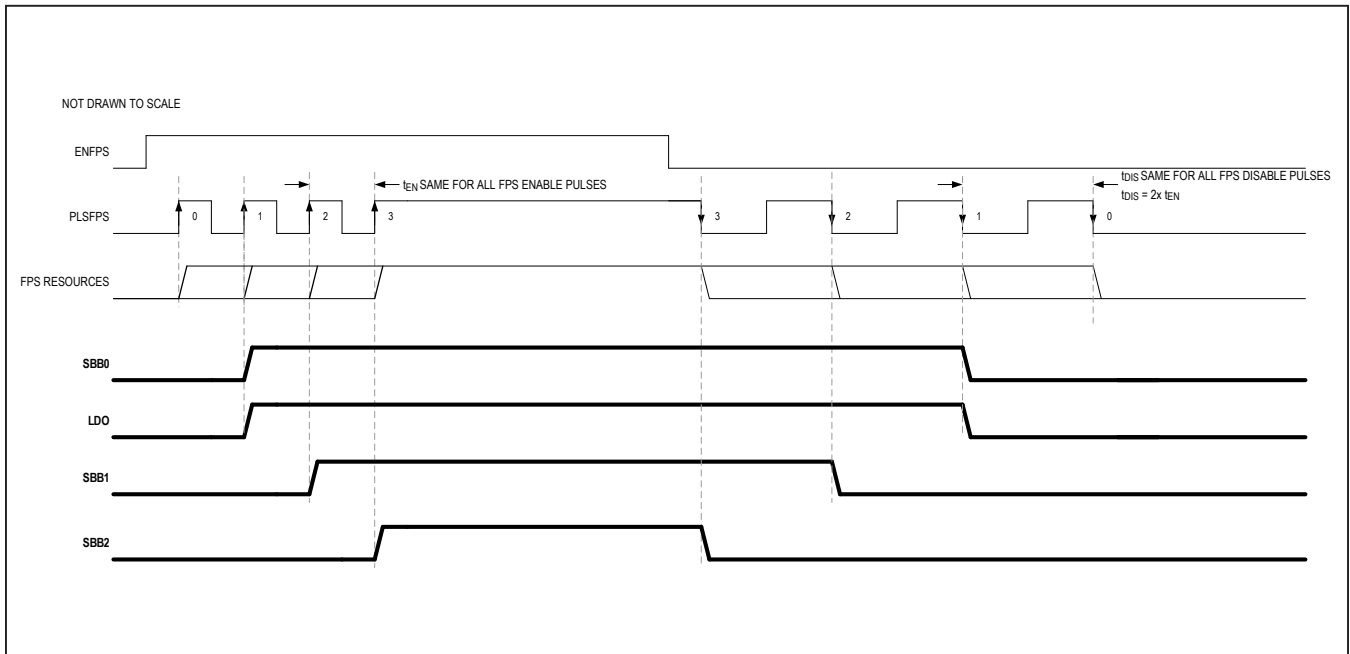 NOT DRAWN TO SCALE
ENFPS
tEN SAME FOR ALL FPS ENABLE PULSES
tDIS SAME FOR ALL FPS DISABLE PULSES
tDIS = 2x tEN
PLSFPS
0 1 2 3 3 2 1 0
FPS RESOURCES
SBB0
LDO
SBB1
SBB2